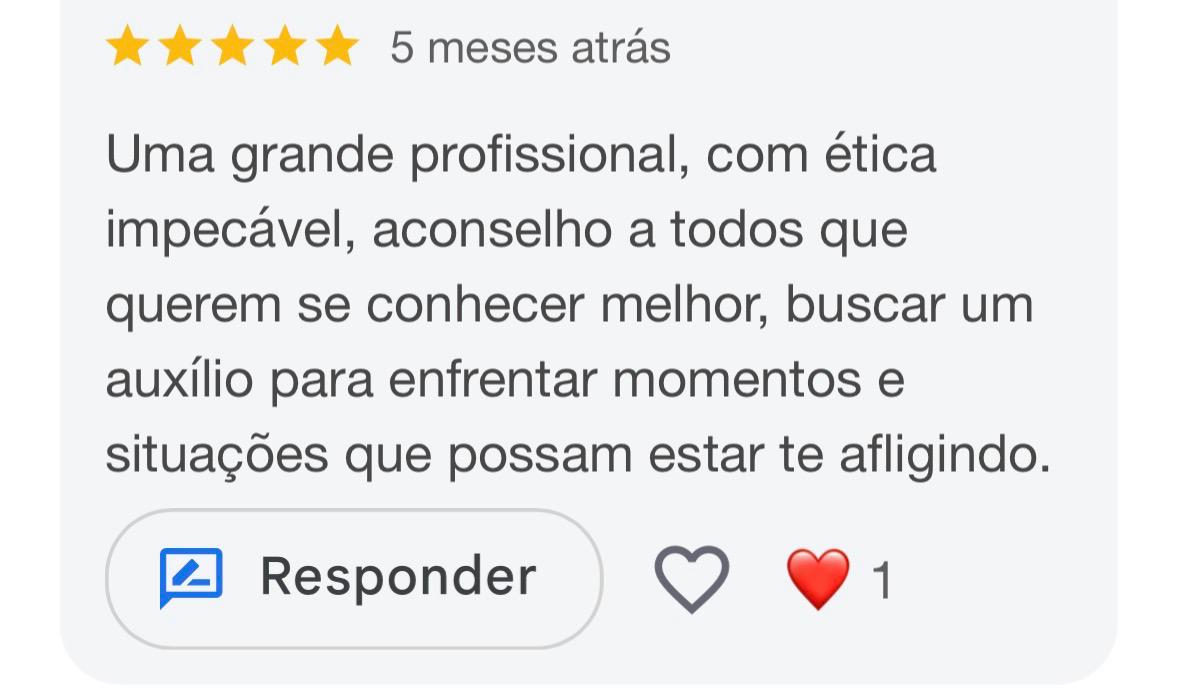 5 meses atrás
Uma grande profissional, com ética
impecável, aconselho a todos que
querem se conhecer melhor, buscar um
auxílio para enfrentar momentos e
situações que possam estar te afligindo.
Responder
1